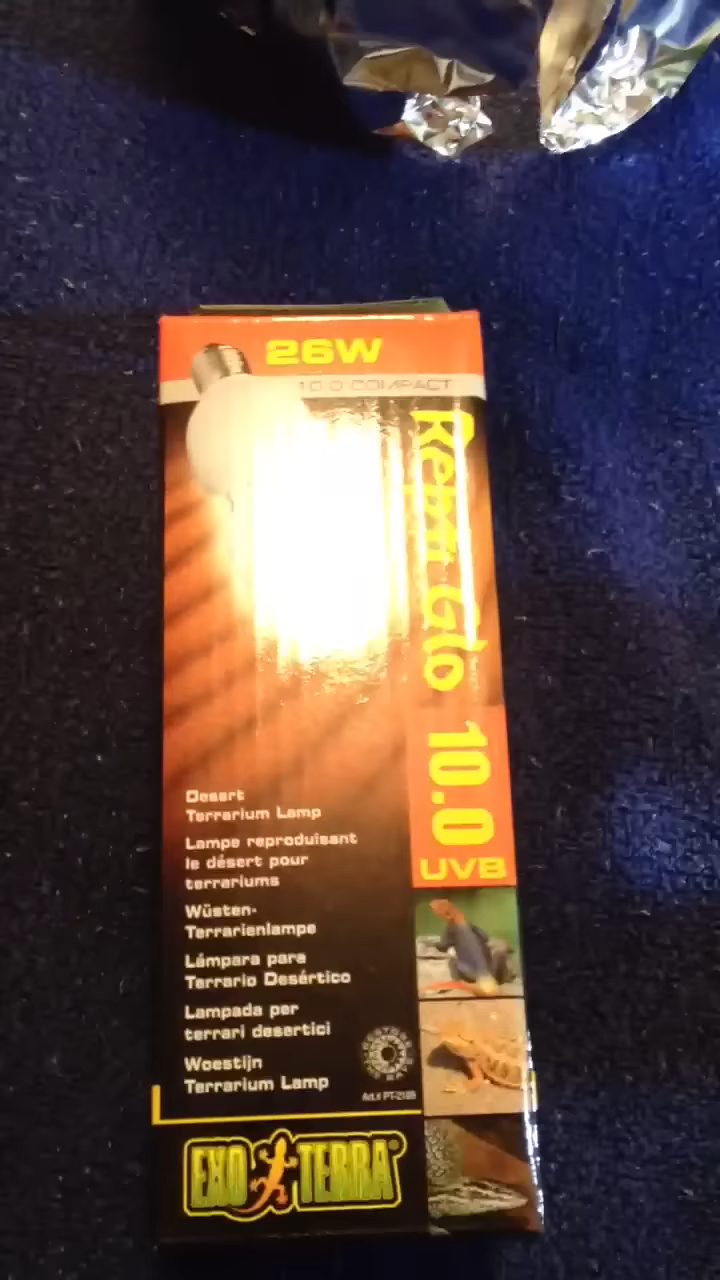 26W
10.0 COMPACT
Repti Glo
10.0
UVB
Desert
Terrarium Lamp
Lampe reproduisant
le désert pour
terrariums
Wüsten-
Terrarienlampe
Lámpara para
Terrario Desértico
Lampada per
terrari desertici
Woestijn
Terrarium Lamp
EXO TERRA®